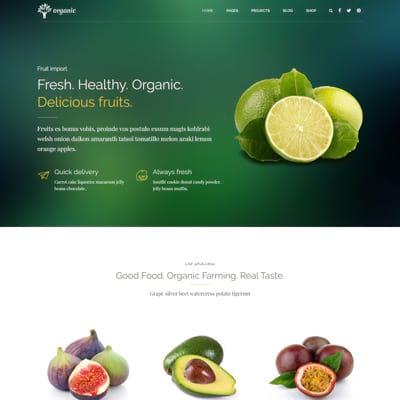 organic
HOME PAGES PROJECTS BLOG SHOP
Fruit import
Fresh. Healthy. Organic.
Delicious fruits.
Fruits es bonus vobis, proinde vos postulo essum magis kohlrabi
welsh onion daikon amaranth tatsoi tomatillo melon azuki lemon
orange apples.
Quick delivery
Carrot cake liquorice macaroon jelly
beans chocolate.
Always fresh
Soufflé cookie donut candy powder.
jelly beans muffin.
Good Food. Organic Farming. Real Taste.
Grape silver beet watercress potato tigernut